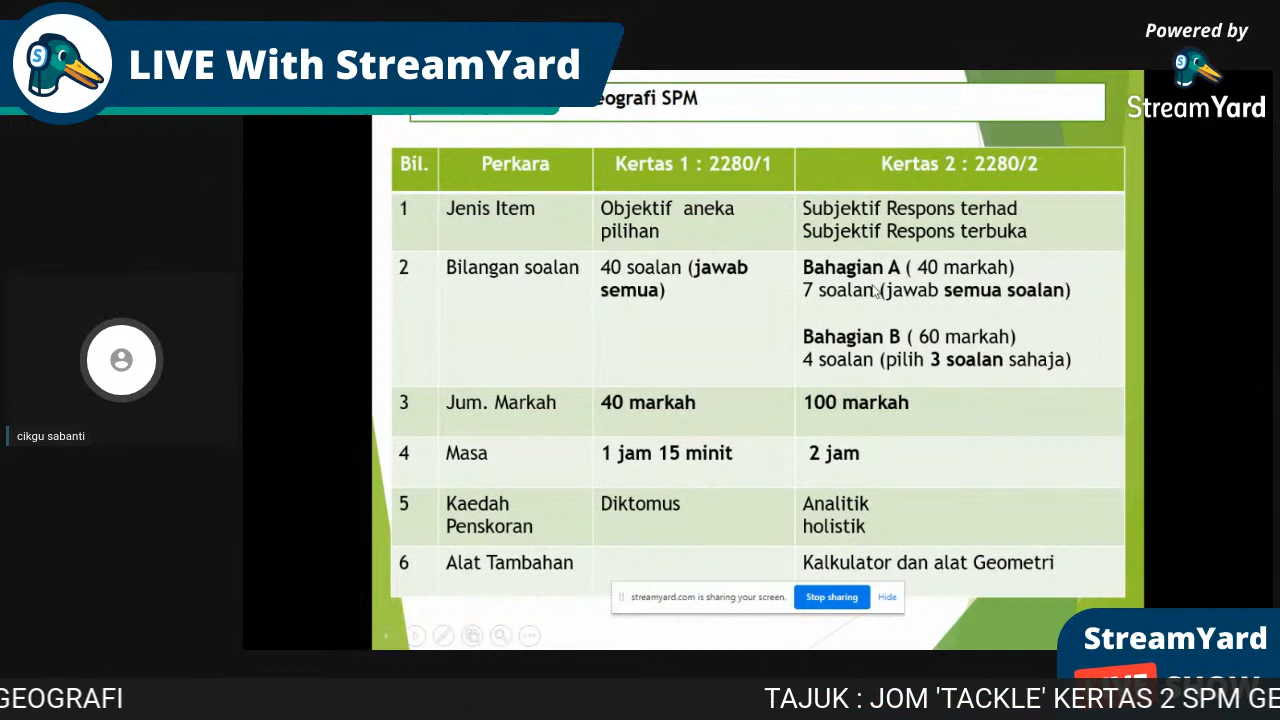 LIVE With StreamYard
Powered by
StreamYard
eografi SPM
Bil.
Perkara
Kertas 1 : 2280/1
Kertas 2 : 2280/2
1
Jenis Item
Objektif aneka
pilihan
Subjektif Respons terhad
Subjektif Respons terbuka
2
Bilangan soalan
40 soalan (jawab
semua)
Bahagian A ( 40 markah)
7 soalan (jawab semua soalan)
Bahagian B ( 60 markah)
4 soalan (pilih 3 soalan sahaja)
3
Jum. Markah
40 markah
100 markah
4
Masa
1 jam 15 minit
2 jam
5
Kaedah
Penskoran
Diktomus
Analitik
holistik
6
Alat Tambahan
Kalkulator dan alat Geometri
streamyard.com is sharing your screen.
Stop sharing
Hide
cikgu sabanti
StreamYard
LIVE SHOW
GEOGRAFI
TAJUK : JOM 'TACKLE' KERTAS 2 SPM GE